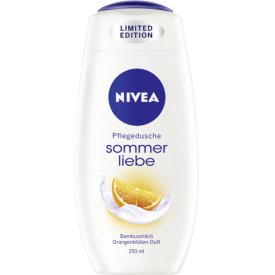 LIMITED
EDITION
NIVEA
Pflegedusche
sommer
liebe
Bambusmilch
Orangenblüten-Duft
250 ml